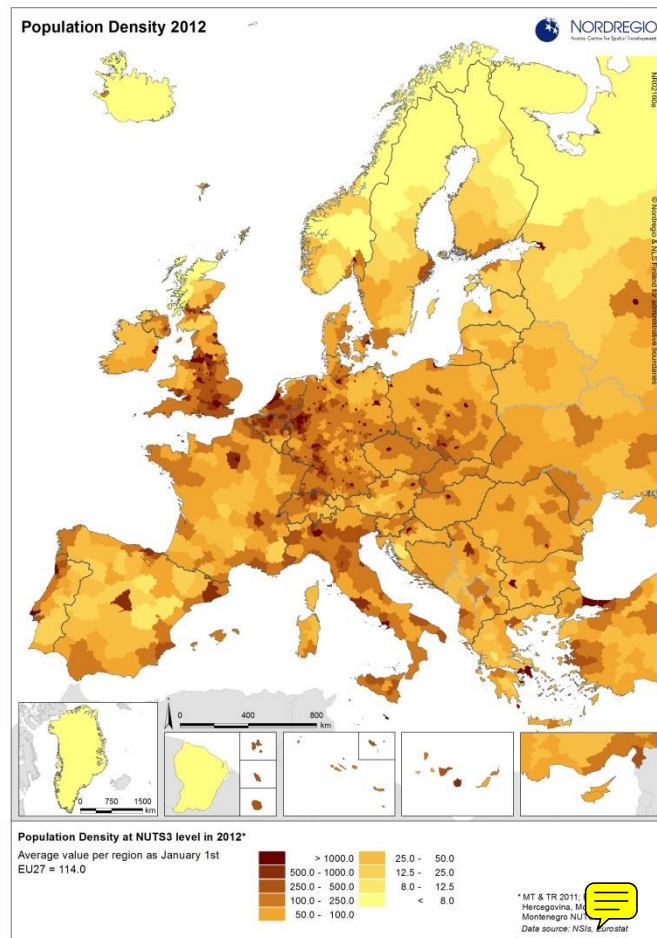 Population Density 2012
NORDREGIO
Nordic Centre for Spatial Development
NR02160a
© Nordregio & NLS Finland for administrative boundaries
0 400 800
km
0 750 1500
km
Population Density at NUTS3 level in 2012*
Average value per region as January 1st
EU27 = 114.0
> 1000.0
500.0 - 1000.0
250.0 - 500.0
100.0 - 250.0
50.0 - 100.0
25.0 - 50.0
12.5 - 25.0
8.0 - 12.5
< 8.0
* MT & TR 2011;
Hercegovina,
Montenegro
Data source: NSIs, Eurostat